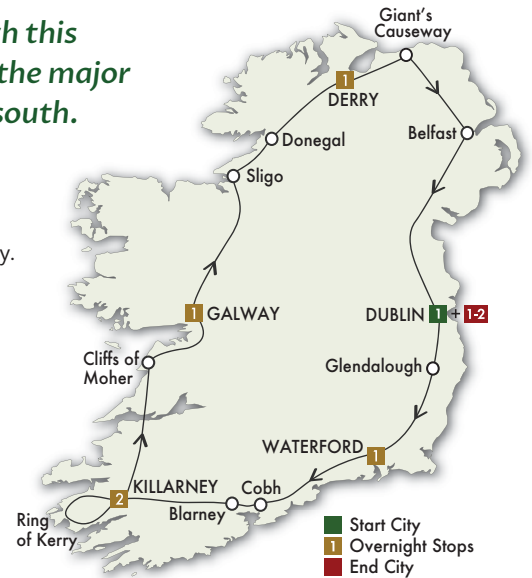 th this
the major
south.
y.
Giant's
Causeway
1
DERRY
Donegal
Belfast
Sligo
1 GALWAY
DUBLIN 1 + 1-2
Cliffs of
Moher
Glendalough
WATERFORD
1
2 KILLARNEY
Cobh
Blarney
Ring
of Kerry
Start City
1 Overnight Stops
End City